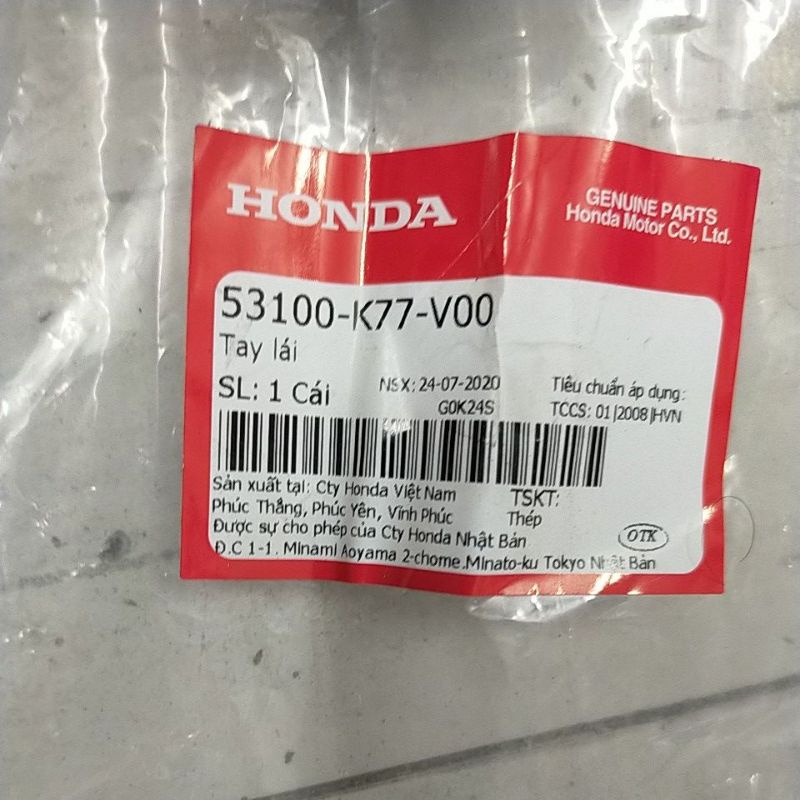 HONDA
GENUINE PARTS
Honda Motor Co., Ltd.
53100-K77-V00
Tay lái
SL: 1 Cái
NSX: 24-07-2020
G0K24S
Tiêu chuẩn áp dụng:
TCCS: 01|2008|HVN
Sản xuất tại: Cty Honda Việt Nam
Phúc Thắng, Phúc Yên, Vĩnh Phúc
TSKT:
Thép
Được sự cho phép của Cty Honda Nhật Bản
Đ.C 1-1. Minami Aoyama 2-chome.Minato-ku Tokyo Nhật Bản
OTK